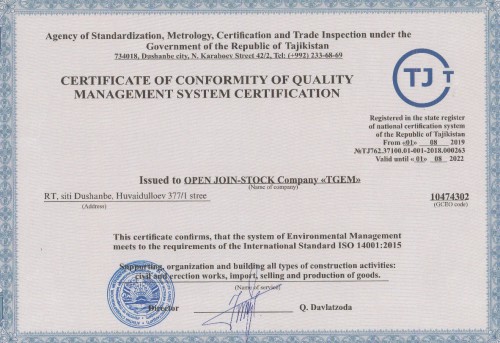 Agency of Standardization, Metrology, Certification and Trade Inspection under the
Government of the Republic of Tajikistan
734018, Dushanbe city, N. Karaboev Street 42/2, Tel: (+992) 233-68-69
CERTIFICATE OF CONFORMITY OF QUALITY
MANAGEMENT SYSTEM CERTIFICATION
TJ T
Registered in the state register
of national certification system
of the Republic of Tajikistan
From «01» 08 2019
№TJ762.37100.01-001-2018.000263
Valid until «01» 08 2022
Issued to OPEN JOIN-STOCK Company «TGEM»
(Name of company)
RT, siti Dushanbe, Huvaidulloev 377/1 stree
10474302
(Address)
(GCEO code)
This certificate confirms, that the system of Environmental Management
meets to the requirements of the International Standard ISO 14001:2015
Supporting, organization and building all types of construction activities:
civil and erection works, import, selling and production of goods.
(Name of service)
Director
Q. Davlatzoda